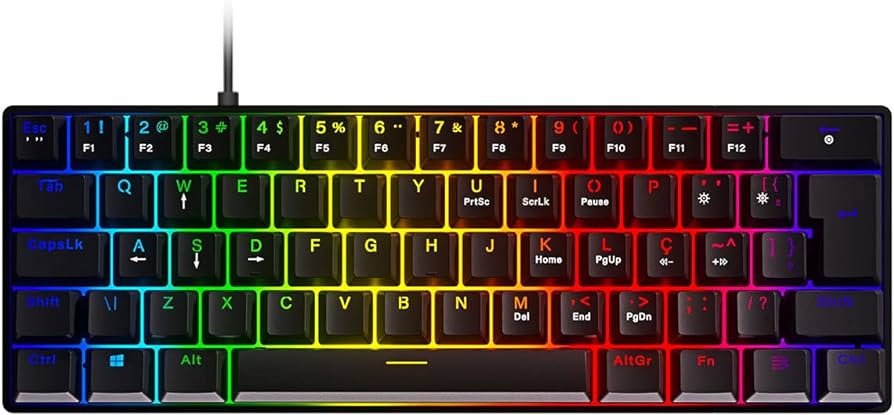 Esc 1 ! 2 @ 3 # 4 $ 5 % 6 ¨ 7 & 8 * 9 ( 0 ) - — = +
' " F1 F2 F3 F4 F5 F6 F7 F8 F9 F10 F11 F12
Tab Q W E R T Y U I O P ´ ` [ {
PrtSc ScrLk Pause
CapsLk A S D F G H J K L Ç ~ ^ ] }
Home PgUp
Shift \ | Z X C V B N M , < . > ; : / ? Shift
Del End PgDn
Ctrl Alt AltGr Fn Ctrl